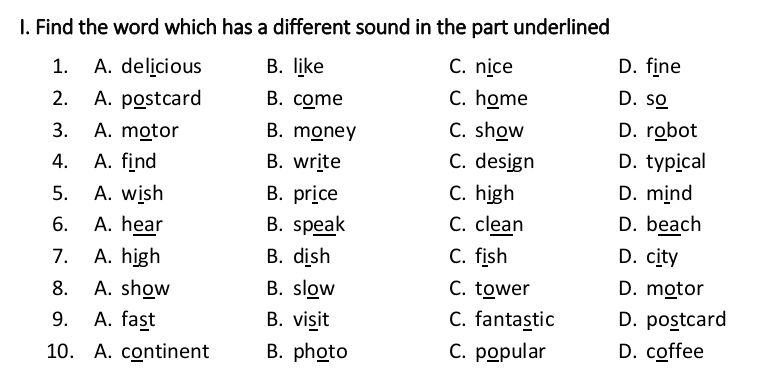 I. Find the word which has a different sound in the part underlined
1. A. delicious B. like C. nice D. fine
2. A. postcard B. come C. home D. so
3. A. motor B. money C. show D. robot
4. A. find B. write C. design D. typical
5. A. wish B. price C. high D. mind
6. A. hear B. speak C. clean D. beach
7. A. high B. dish C. fish D. city
8. A. show B. slow C. tower D. motor
9. A. fast B. visit C. fantastic D. postcard
10. A. continent B. photo C. popular D. coffee